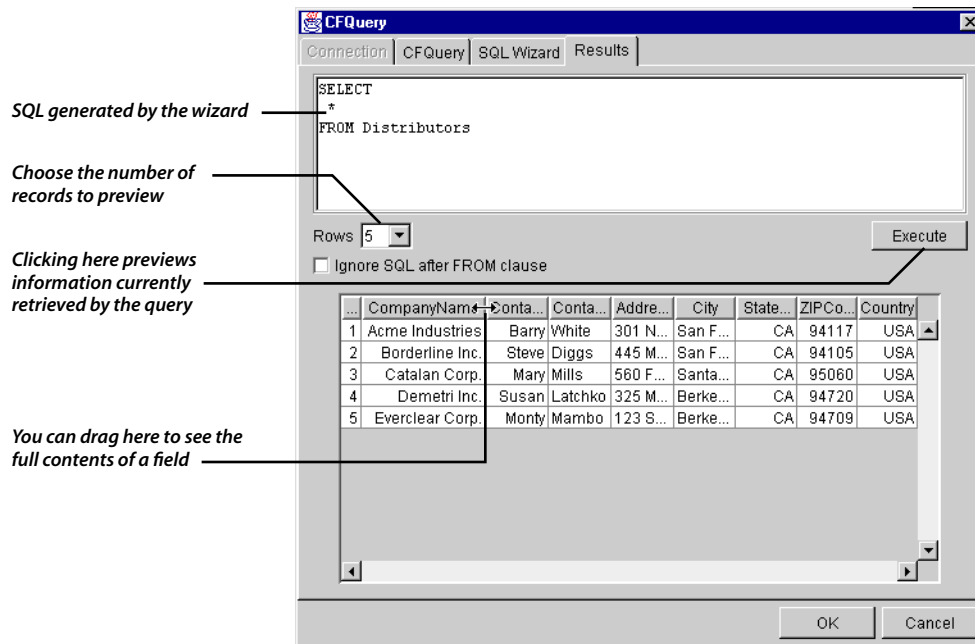 CFQuery
Connection CFQuery SQL Wizard Results
SELECT
*
FROM Distributors
SQL generated by the wizard
Choose the number of
records to preview
Rows 5
Execute
Ignore SQL after FROM clause
Clicking here previews
information currently
retrieved by the query
... CompanyName Conta... Conta... Addre... City State... ZIPCo... Country
1 Acme Industries Barry White 301 N... San F... CA 94117 USA
2 Borderline Inc. Steve Diggs 445 M... San F... CA 94105 USA
3 Catalan Corp. Mary Mills 560 F... Santa... CA 95060 USA
4 Demetri Inc. Susan Latchko 325 M... Berke... CA 94720 USA
5 Everclear Corp. Monty Mambo 123 S... Berke... CA 94709 USA
You can drag here to see the
full contents of a field
OK Cancel